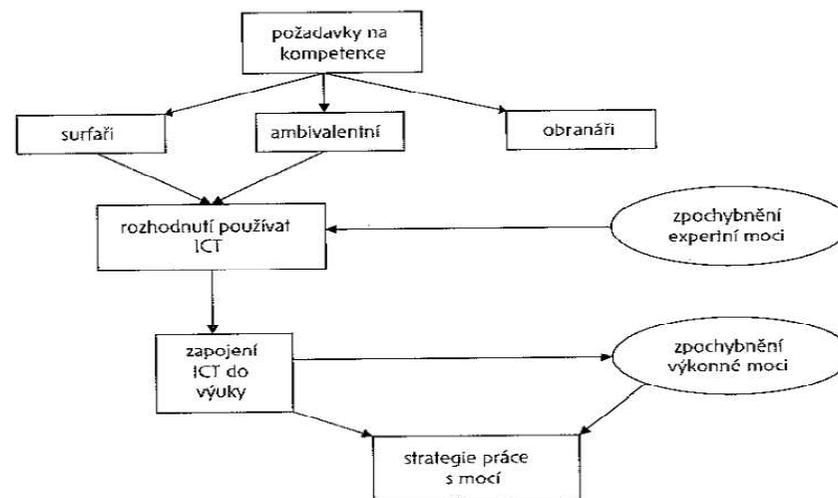 požadavky na
kompetence
surfaři
ambivalentní
obranáři
rozhodnutí používat
ICT
zpochybnění
expertní moci
zapojení
ICT do
výuky
zpochybnění
výkonné moci
strategie práce
s mocí